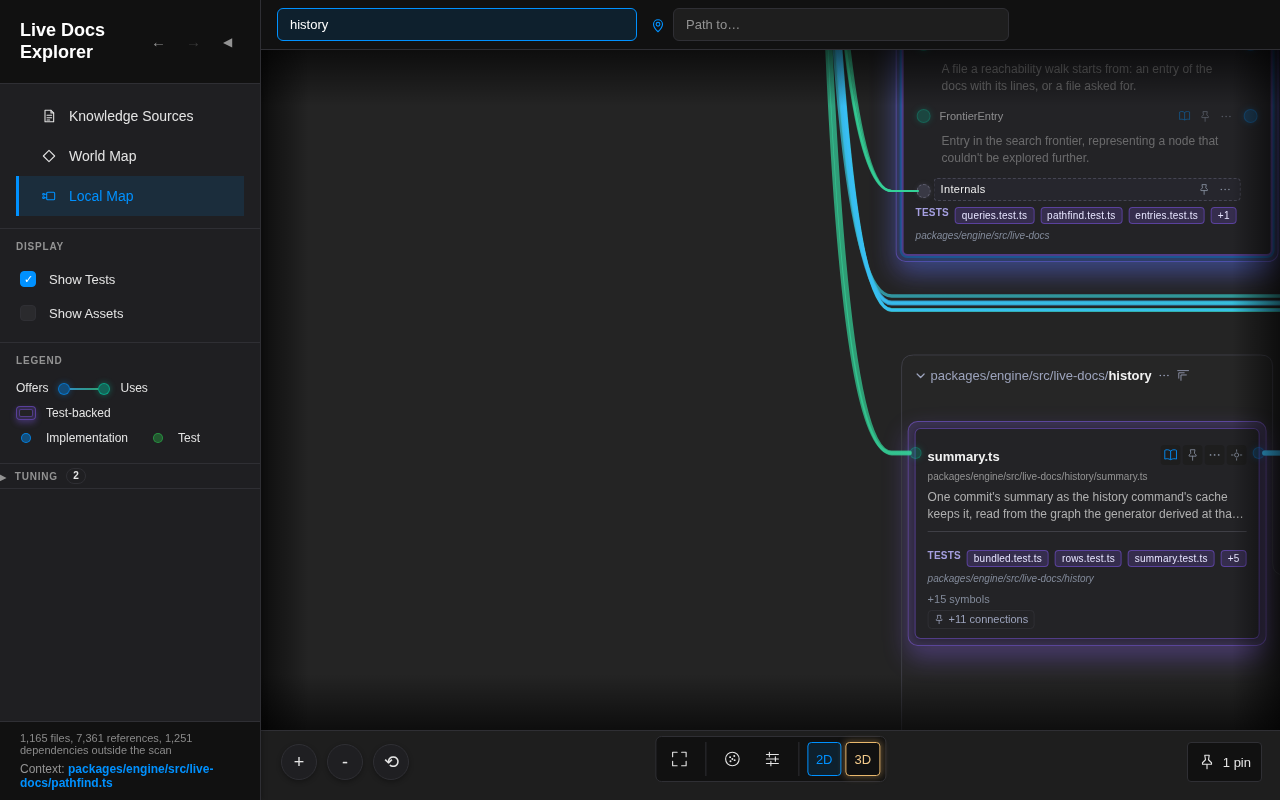 Live Docs
Explorer
← → ◀
history
Path to…
Knowledge Sources
World Map
Local Map
DISPLAY
✓ Show Tests
Show Assets
LEGEND
Offers Uses
Test-backed
Implementation Test
▶ TUNING 2
1,165 files, 7,361 references, 1,251
dependencies outside the scan
Context: packages/engine/src/live-
docs/pathfind.ts
A file a reachability walk starts from: an entry of the
docs with its lines, or a file asked for.
FrontierEntry ···
Entry in the search frontier, representing a node that
couldn't be explored further.
Internals ···
TESTS queries.test.ts pathfind.test.ts entries.test.ts +1
packages/engine/src/live-docs
packages/engine/src/live-docs/history ···
summary.ts ···
packages/engine/src/live-docs/history/summary.ts
One commit's summary as the history command's cache
keeps it, read from the graph the generator derived at tha…
TESTS bundled.test.ts rows.test.ts summary.test.ts +5
packages/engine/src/live-docs/history
+15 symbols
+11 connections
+ - ⟲
2D 3D
1 pin